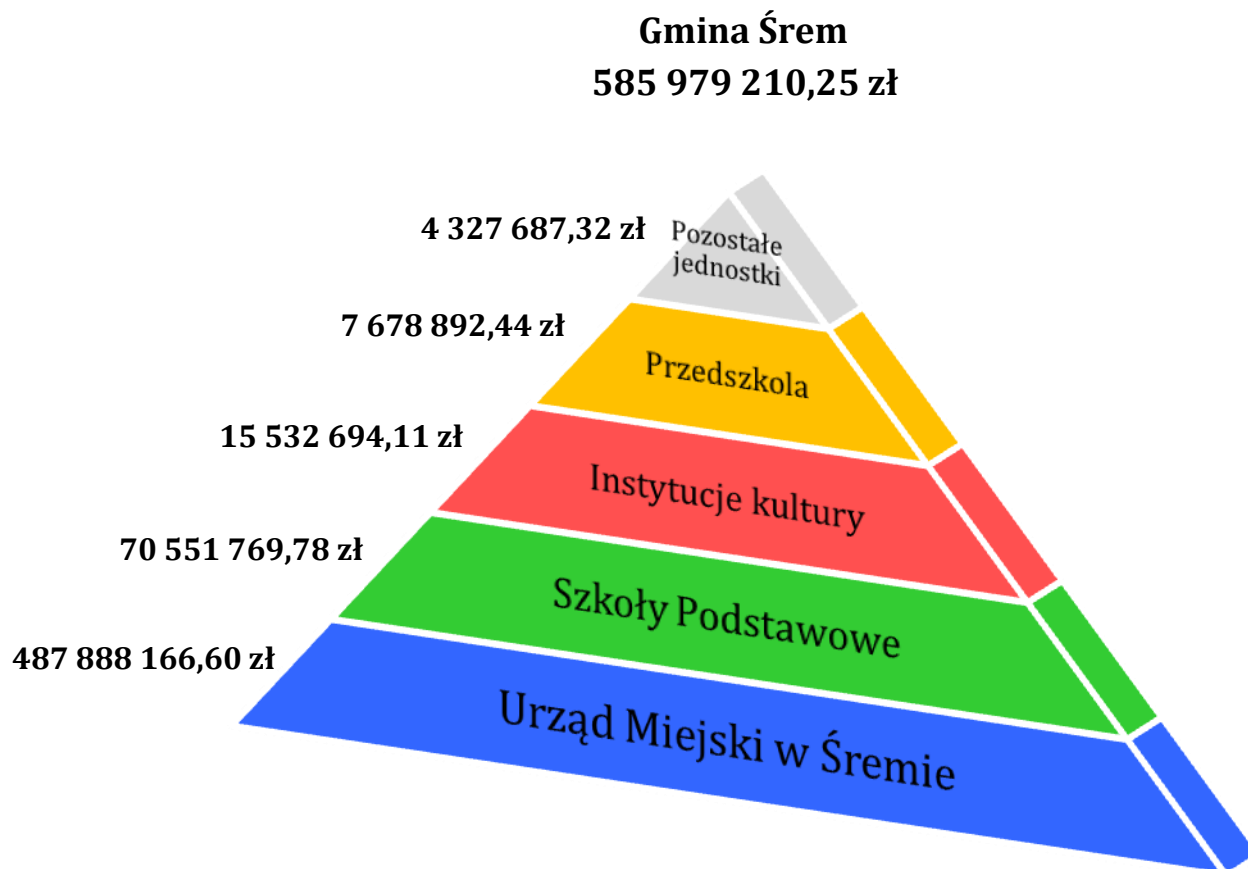 Gmina Śrem
585 979 210,25 zł
4 327 687,32 zł
Pozostałe
jednostki
7 678 892,44 zł
Przedszkola
15 532 694,11 zł
Instytucje kultury
70 551 769,78 zł
Szkoły Podstawowe
487 888 166,60 zł
Urząd Miejski w Śremie